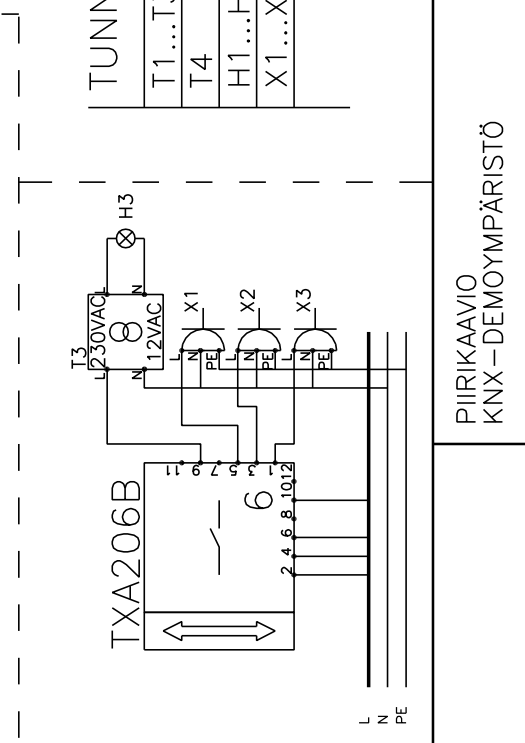 TUNN
T1...T3
T4
H1...H
X1...X
H3
T3
L
230VAC
L
N
12VAC
N
X1
L
N
PE
X2
L
N
PE
X3
L
N
PE
TXA206B
11
9
7
5
3
1
6
2
4
6
8
10
12
L
N
PE
PIIRIKAAVIO
KNX-DEMOYMPÄRISTÖ